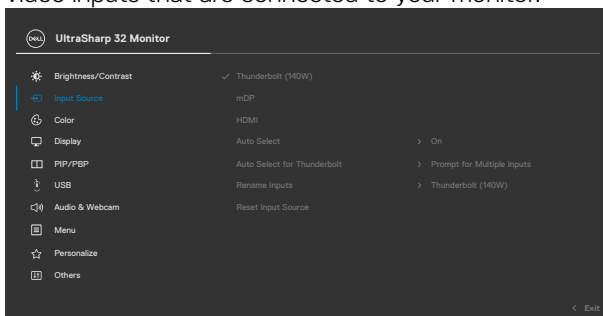 video inputs that are connected to your monitor.
DELL UltraSharp 32 Monitor
Brightness/Contrast Thunderbolt (140W)
Input Source mDP
Color HDMI
Display Auto Select > On
PIP/PBP Auto Select for Thunderbolt > Prompt for Multiple Inputs
USB Rename Inputs > Thunderbolt (140W)
Audio & Webcam Reset Input Source
Menu
Personalize
Others
< Exit